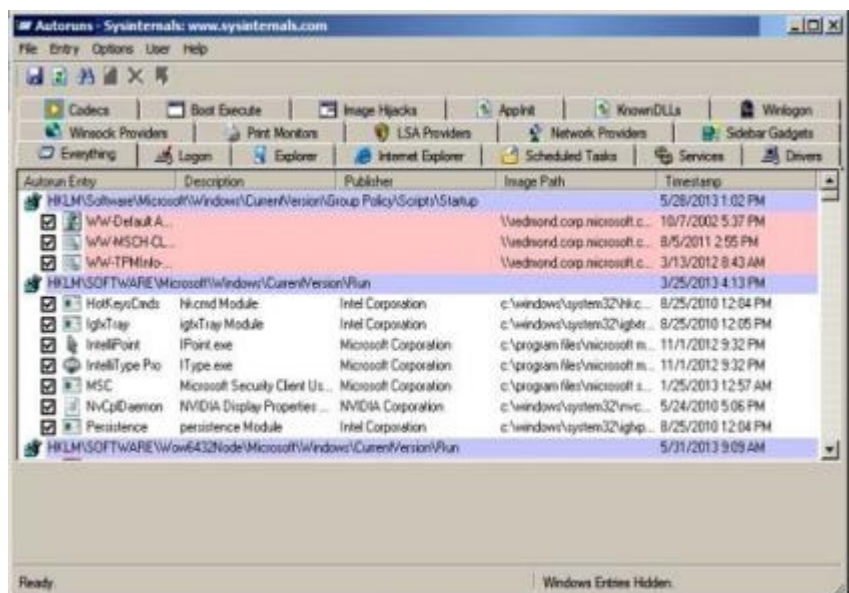 Autoruns - Sysinternals: www.sysinternals.com
File Entry Options User Help
Codecs Boot Execute Image Hijacks AppInit KnownDLLs Winlogon
Winsock Providers Print Monitors LSA Providers Network Providers Sidebar Gadgets
Everything Logon Explorer Internet Explorer Scheduled Tasks Services Drivers
Autorun Entry Description Publisher Image Path Timestamp
HKLM\Software\Microsoft\Windows\CurrentVersion\Group Policy\Scripts\Startup 5/28/2013 1:02 PM
WW-Default A... 10/7/2002 5:37 PM
WW-MSCH-CL... 8/5/2011 2:55 PM
WW-TPMInfo-... 3/13/2012 8:43 AM
HKLM\SOFTWARE\Microsoft\Windows\CurrentVersion\Run 3/25/2013 4:13 PM
HotKeysCmds hkcmd Module Intel Corporation c:\windows\system32\hkc... 8/25/2010 12:04 PM
IgfxTray igfxTray Module Intel Corporation c:\windows\system32\igfxtr... 8/25/2010 12:05 PM
IntelliPoint IPoint.exe Microsoft Corporation c:\program files\microsoft m... 11/1/2012 9:32 PM
IntelliType Pro IType.exe Microsoft Corporation c:\program files\microsoft m... 11/1/2012 9:32 PM
MSC Microsoft Security Client Us... Microsoft Corporation c:\program files\microsoft s... 1/25/2013 12:57 AM
NvCplDaemon NVIDIA Display Properties ... NVIDIA Corporation c:\windows\system32\nvc... 5/24/2010 5:06 PM
Persistence persistence Module Intel Corporation c:\windows\system32\igfxp... 8/25/2010 12:04 PM
HKLM\SOFTWARE\Wow6432Node\Microsoft\Windows\CurrentVersion\Run 5/31/2013 9:09 AM
Ready Windows Entries Hidden.